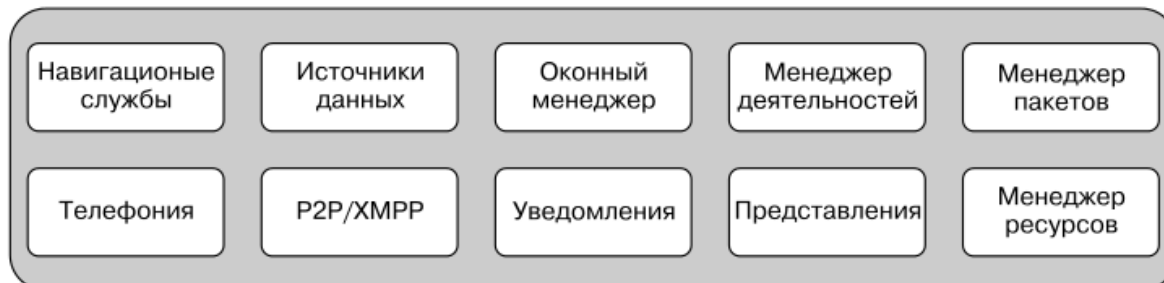 Навигационые
службы
Источники
данных
Оконный
менеджер
Менеджер
деятельностей
Менеджер
пакетов
Телефония
P2P/XMPP
Уведомления
Представления
Менеджер
ресурсов